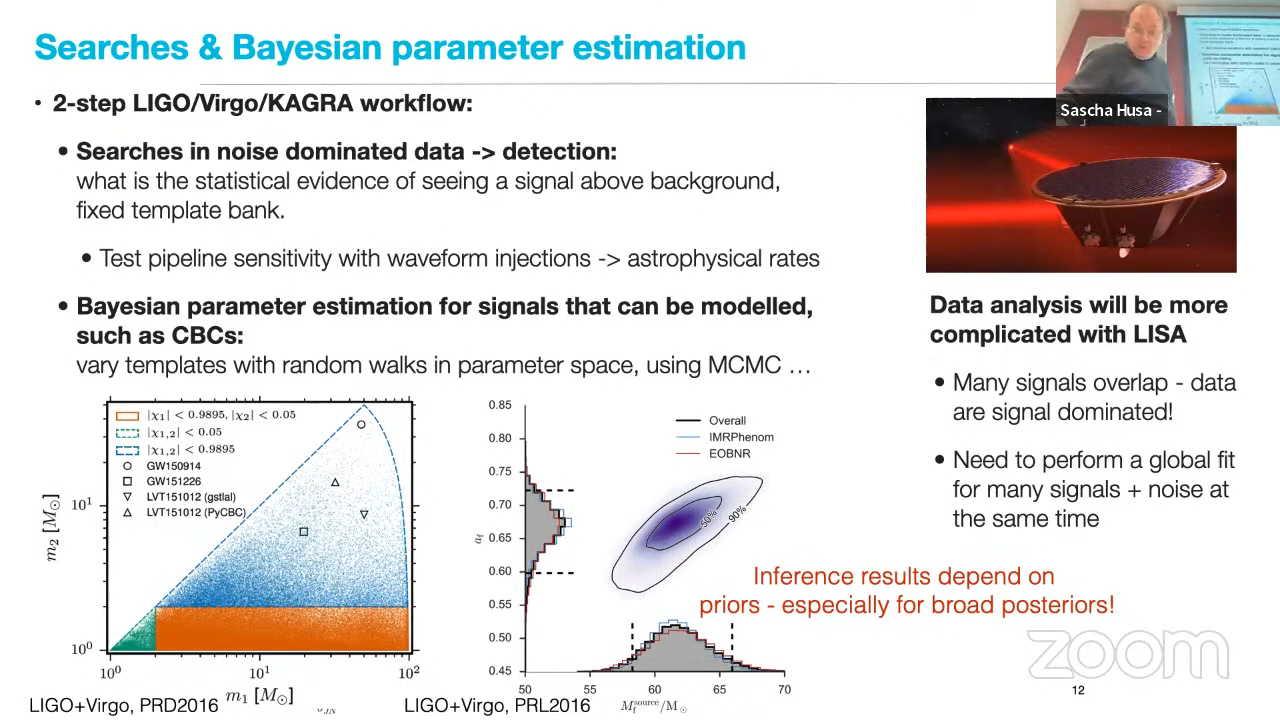 Searches & Bayesian parameter estimation
• 2-step LIGO/Virgo/KAGRA workflow:
• Searches in noise dominated data -> detection:
what is the statistical evidence of seeing a signal above background,
fixed template bank.
• Test pipeline sensitivity with waveform injections -> astrophysical rates
• Bayesian parameter estimation for signals that can be modelled,
such as CBCs:
vary templates with random walks in parameter space, using MCMC …
Sascha Husa -
Data analysis will be more
complicated with LISA
• Many signals overlap - data
are signal dominated!
• Need to perform a global fit
for many signals + noise at
the same time
|χ₁| < 0.9895, |χ₂| < 0.05
|χ₁,₂| < 0.05
|χ₁,₂| < 0.9895
GW150914
GW151226
LVT151012 (gstlal)
LVT151012 (PyCBC)
m₂ [M⊙]
10¹
10⁰
10⁰ 10¹ 10²
m₁ [M⊙]
LIGO+Virgo, PRD2016
Overall
IMRPhenom
EOBNR
0.85
0.80
0.75
0.70
0.65
0.60
0.55
0.50
0.45
a_f
50%
90%
50 55 60 65 70
M_f^source/M⊙
LIGO+Virgo, PRL2016
Inference results depend on
priors - especially for broad posteriors!
zoom
12